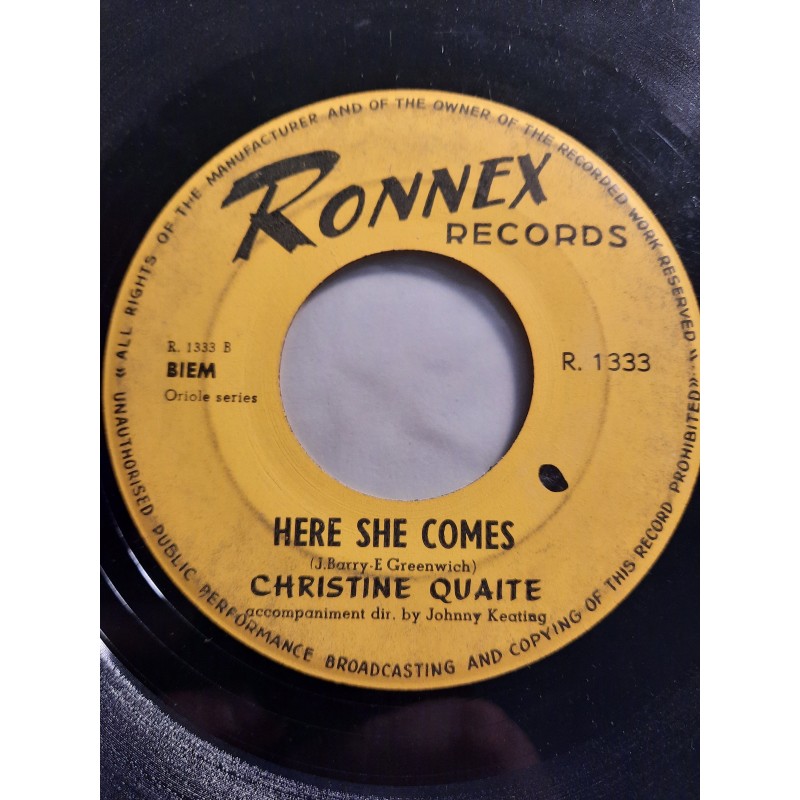 « ALL RIGHTS OF THE MANUFACTURER AND OF THE OWNER OF THE RECORDED WORK RESERVED
UNAUTHORISED PUBLIC PERFORMANCE BROADCASTING AND COPYING OF THIS RECORD PROHIBITED»
RONNEX
RECORDS
R. 1333 B
BIEM
Oriole series
R. 1333
HERE SHE COMES
(J.Barry-E Greenwich)
CHRISTINE QUAITE
accompaniment dir. by Johnny Keating